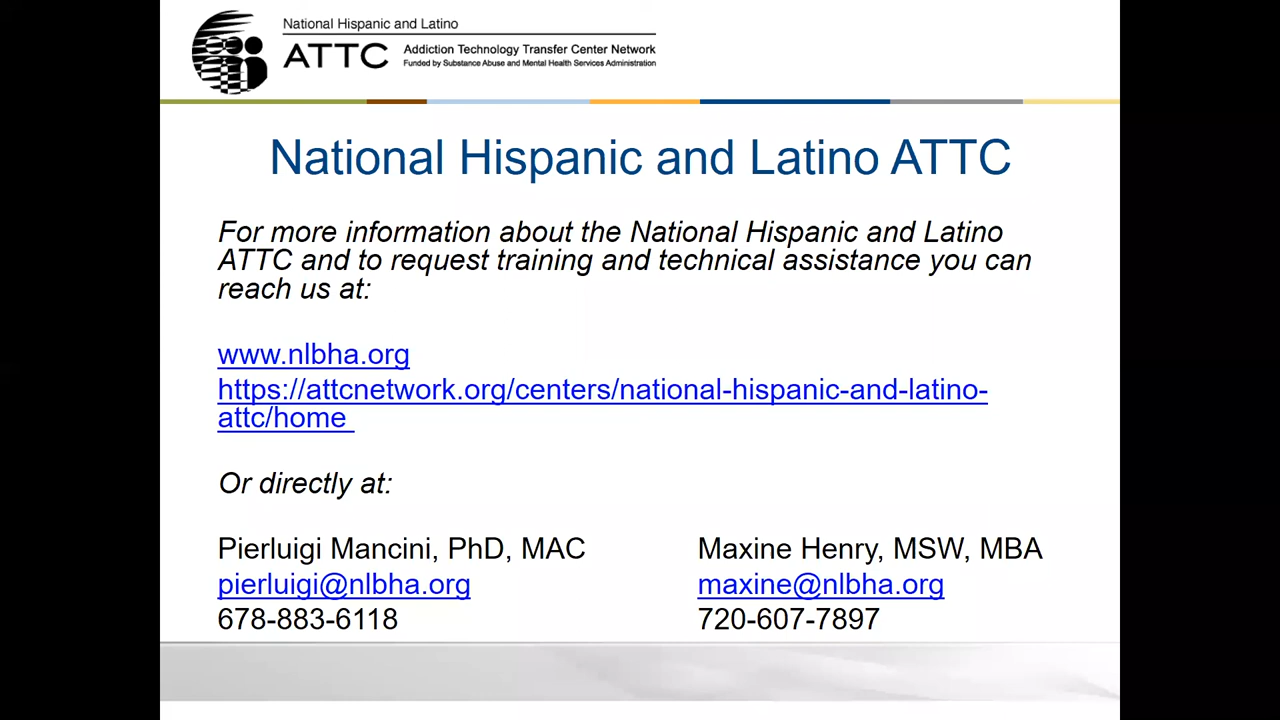 National Hispanic and Latino
ATTC
Addiction Technology Transfer Center Network
Funded by Substance Abuse and Mental Health Services Administration
National Hispanic and Latino ATTC
For more information about the National Hispanic and Latino
ATTC and to request training and technical assistance you can
reach us at:
www.nlbha.org
https://attcnetwork.org/centers/national-hispanic-and-latino-
attc/home
Or directly at:
Pierluigi Mancini, PhD, MAC
pierluigi@nlbha.org
678-883-6118
Maxine Henry, MSW, MBA
maxine@nlbha.org
720-607-7897